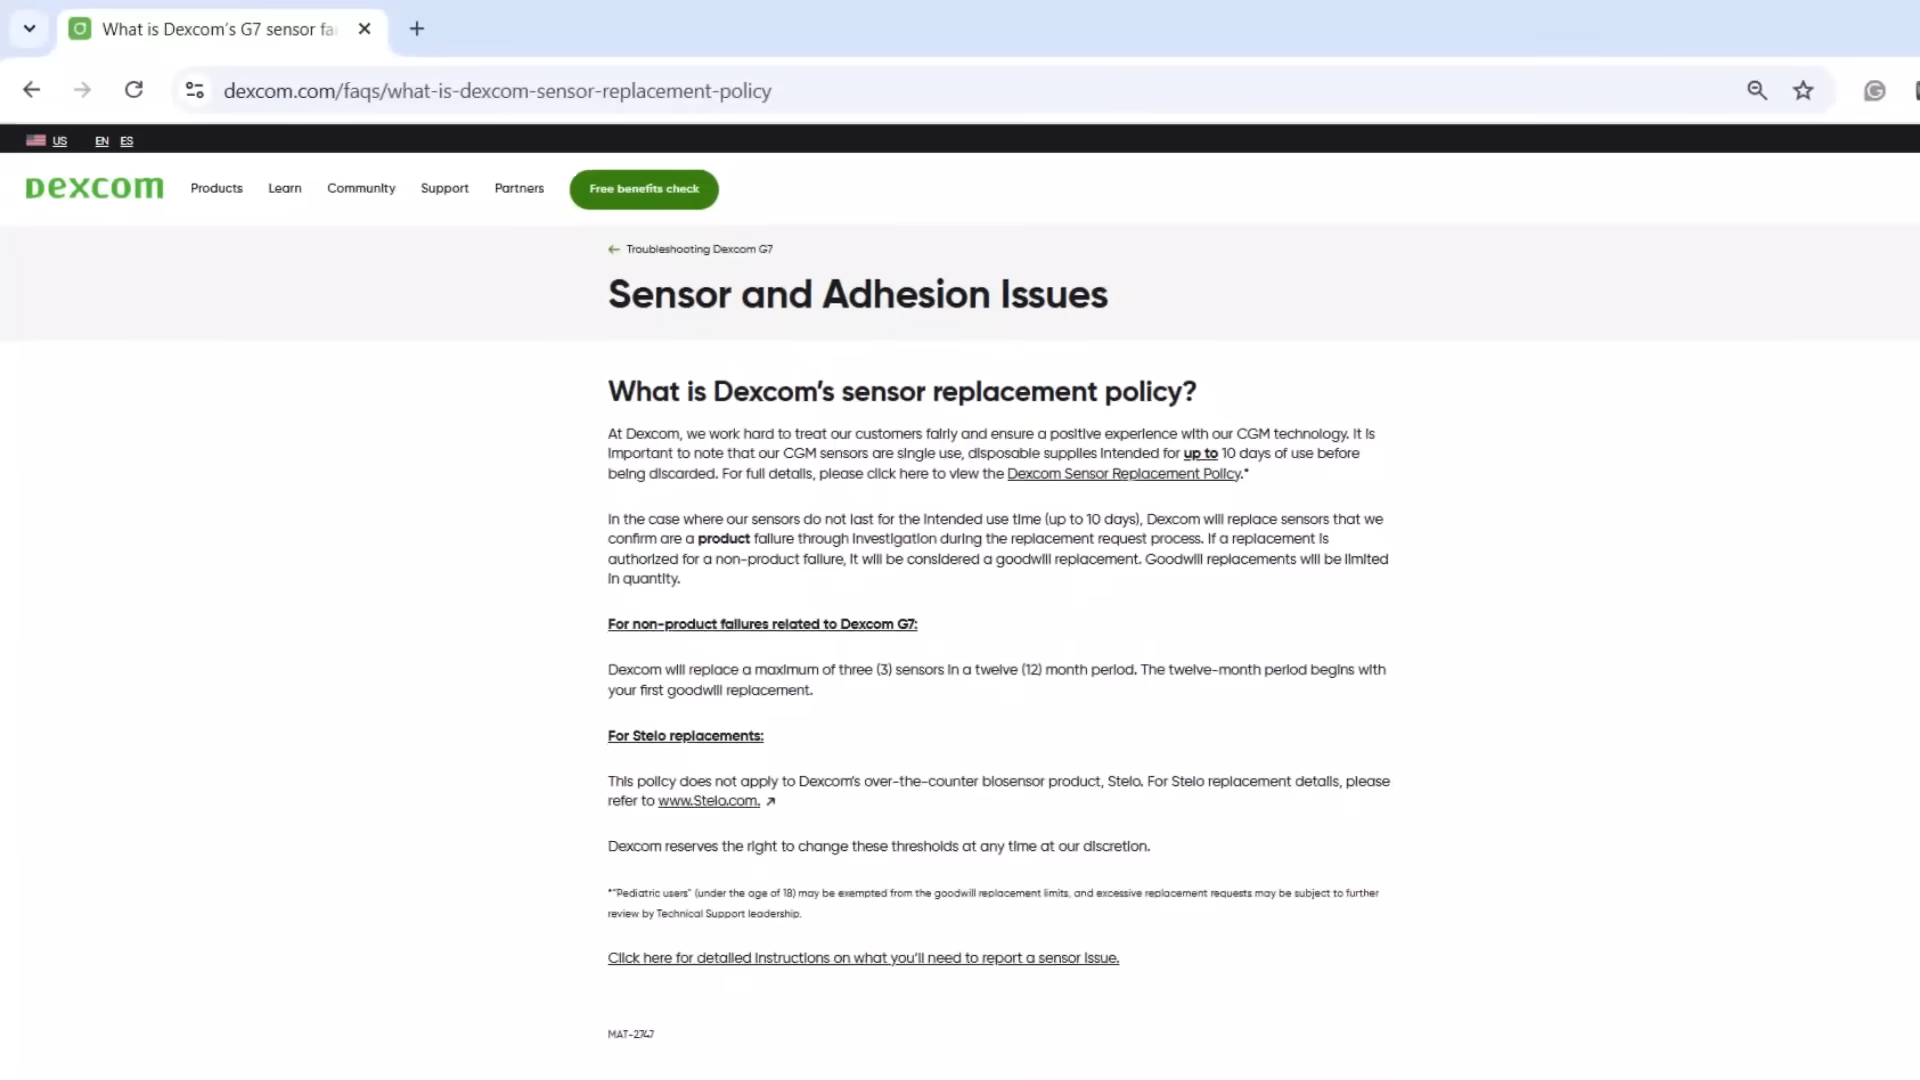 What is Dexcom's G7 sensor fa
dexcom.com/faqs/what-is-dexcom-sensor-replacement-policy
US EN ES
Dexcom Products Learn Community Support Partners Free benefits check
← Troubleshooting Dexcom G7
Sensor and Adhesion Issues
What is Dexcom's sensor replacement policy?
At Dexcom, we work hard to treat our customers fairly and ensure a positive experience with our CGM technology. It is
important to note that our CGM sensors are single use, disposable supplies intended for up to 10 days of use before
being discarded. For full details, please click here to view the Dexcom Sensor Replacement Policy.*
In the case where our sensors do not last for the intended use time (up to 10 days), Dexcom will replace sensors that we
confirm are a product failure through investigation during the replacement request process. If a replacement is
authorized for a non-product failure, it will be considered a goodwill replacement. Goodwill replacements will be limited
in quantity.
For non-product failures related to Dexcom G7:
Dexcom will replace a maximum of three (3) sensors in a twelve (12) month period. The twelve-month period begins with
your first goodwill replacement.
For Stelo replacements:
This policy does not apply to Dexcom's over-the-counter biosensor product, Stelo. For Stelo replacement details, please
refer to www.Stelo.com. ↗
Dexcom reserves the right to change these thresholds at any time at our discretion.
*"Pediatric users" (under the age of 18) may be exempted from the goodwill replacement limits, and excessive replacement requests may be subject to further
review by Technical Support leadership.
Click here for detailed instructions on what you'll need to report a sensor issue.
MAT-2747